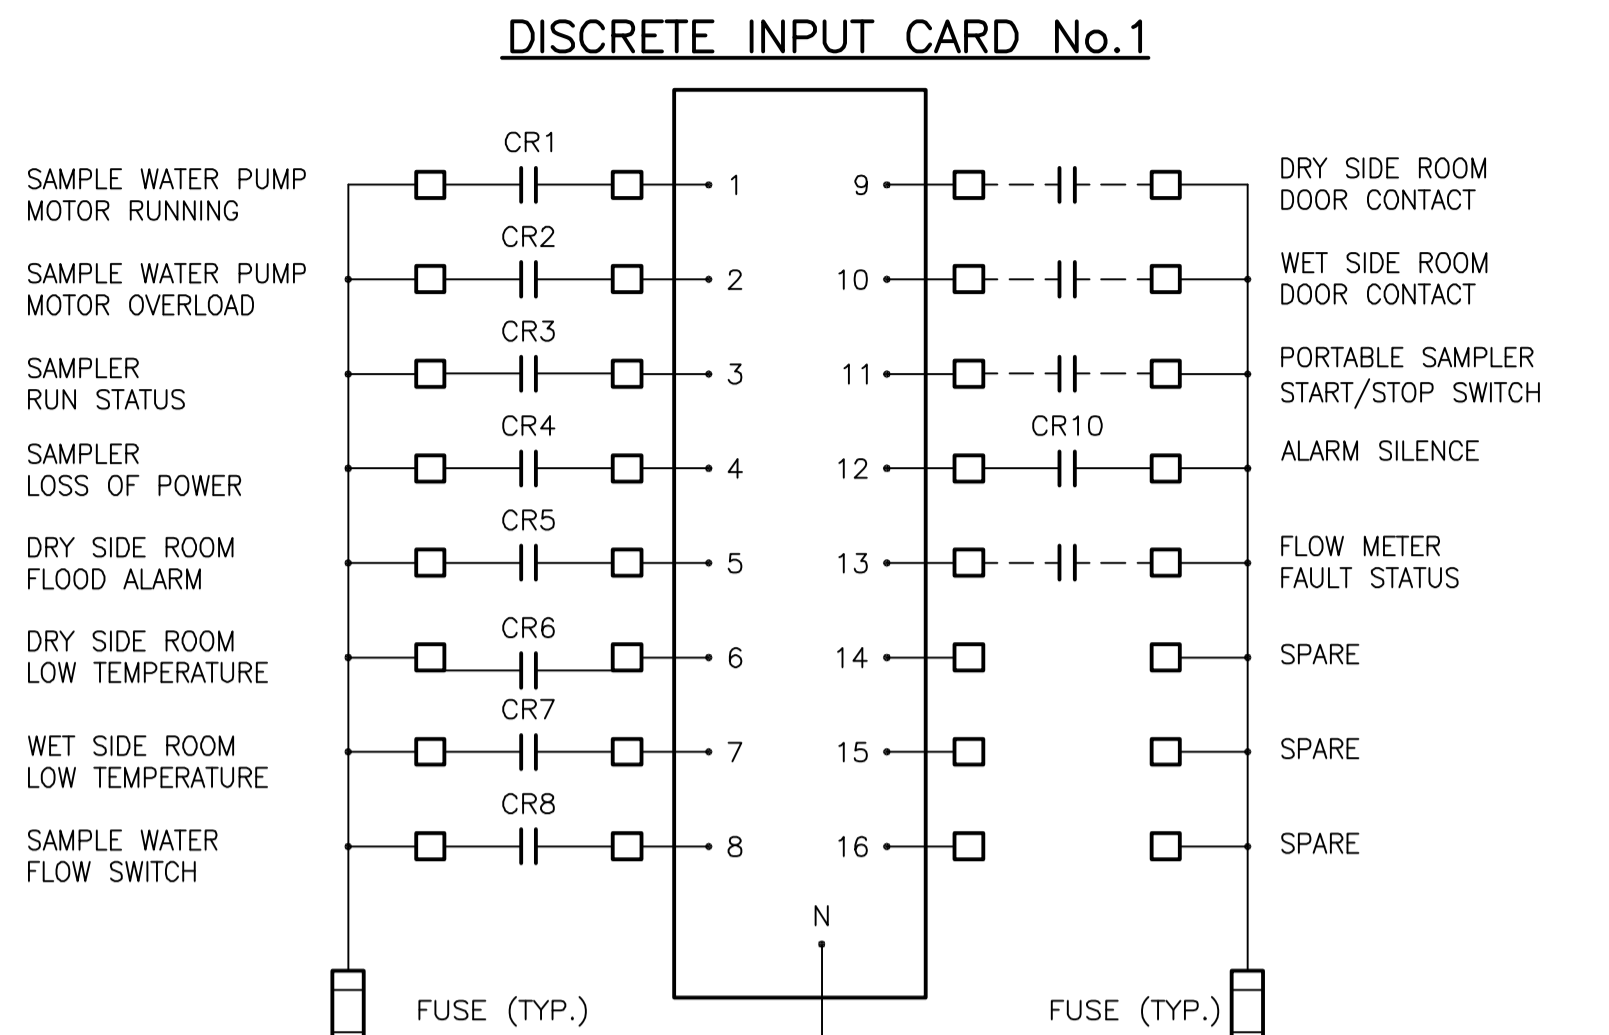 DISCRETE INPUT CARD No.1
CR1
SAMPLE WATER PUMP
MOTOR RUNNING
1
9
DRY SIDE ROOM
DOOR CONTACT
CR2
SAMPLE WATER PUMP
MOTOR OVERLOAD
2
10
WET SIDE ROOM
DOOR CONTACT
CR3
SAMPLER
RUN STATUS
3
11
PORTABLE SAMPLER
START/STOP SWITCH
CR4
SAMPLER
LOSS OF POWER
4
12
CR10
ALARM SILENCE
CR5
DRY SIDE ROOM
FLOOD ALARM
5
13
FLOW METER
FAULT STATUS
CR6
DRY SIDE ROOM
LOW TEMPERATURE
6
14
SPARE
CR7
WET SIDE ROOM
LOW TEMPERATURE
7
15
SPARE
CR8
SAMPLE WATER
FLOW SWITCH
8
16
SPARE
N
FUSE (TYP.)
FUSE (TYP.)